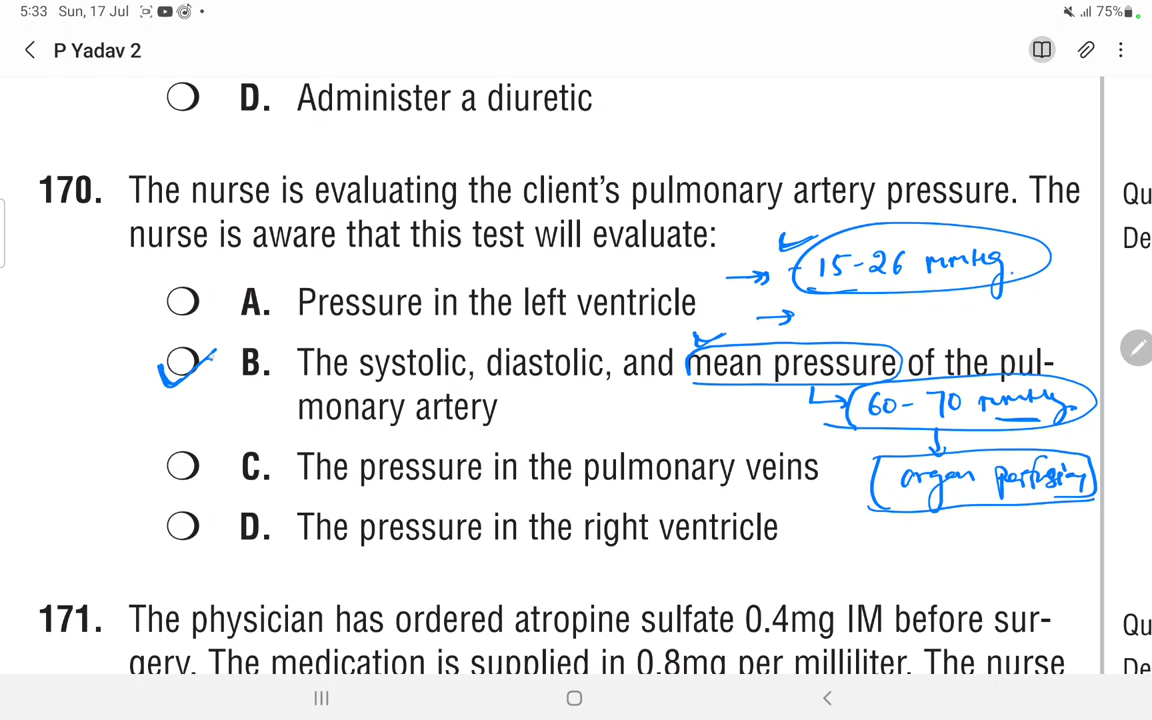 5:33 Sun, 17 Jul
75%
P Yadav 2
D. Administer a diuretic
170. The nurse is evaluating the client's pulmonary artery pressure. The
nurse is aware that this test will evaluate:
15-26 mmHg.
A. Pressure in the left ventricle
B. The systolic, diastolic, and mean pressure of the pul-
monary artery
60-70 mmHg.
C. The pressure in the pulmonary veins
organ perfusion
D. The pressure in the right ventricle
171. The physician has ordered atropine sulfate 0.4mg IM before sur-
gery. The medication is supplied in 0.8mg per milliliter. The nurse
Qu
De
Qu
De